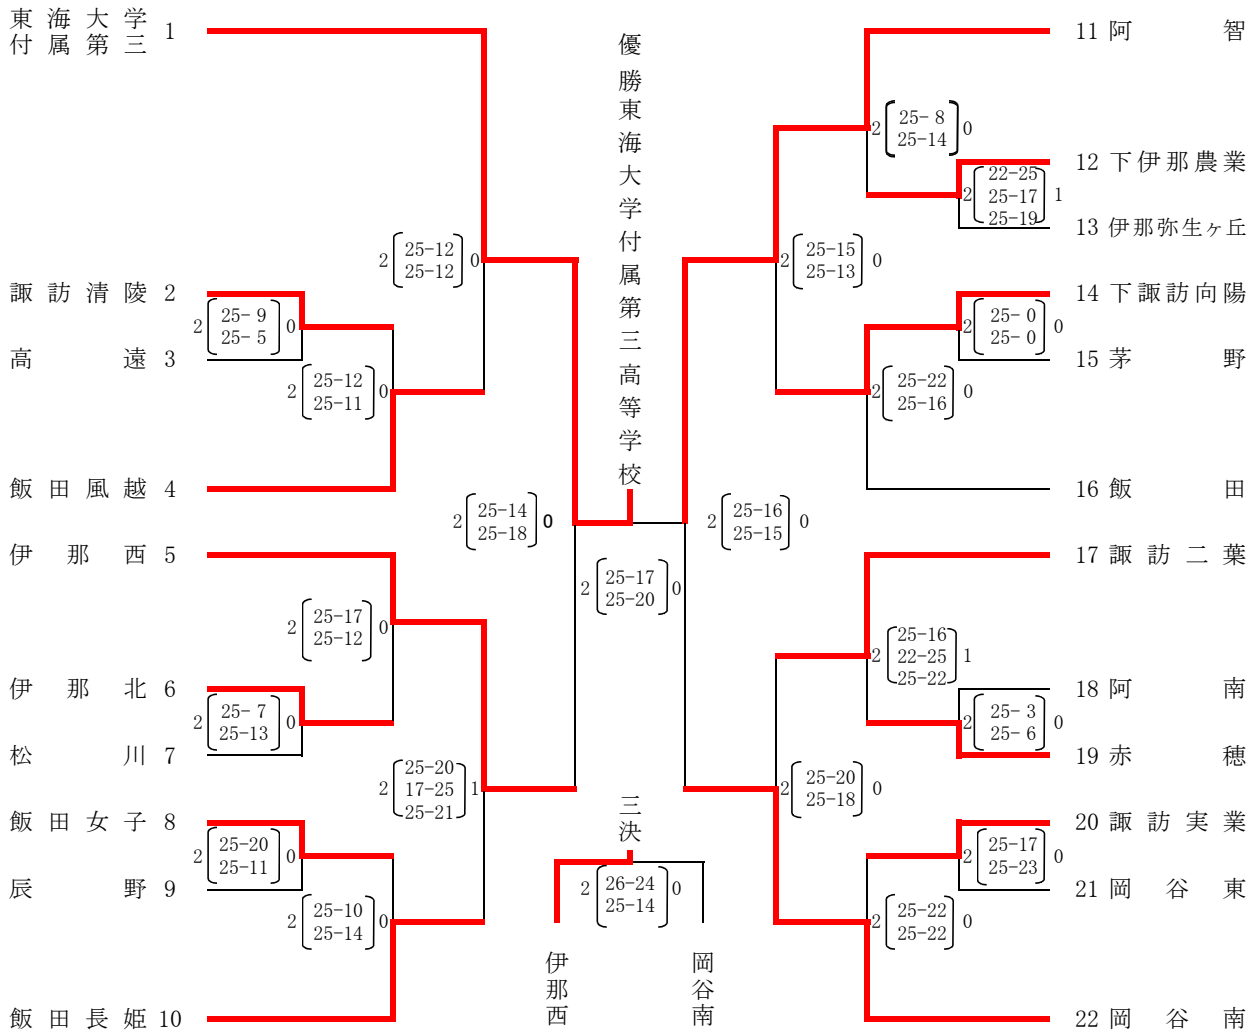 東海大学
付属第三 1
諏訪清陵 2
2 25- 9 0
25- 5
高遠 3
2 25-12 0
25-11
2 25-12 0
25-12
飯田風越 4
伊那西 5
2 25-17 0
25-12
伊那北 6
2 25- 7 0
25-13
松川 7
2 25-20 1
17-25
25-21
飯田女子 8
2 25-20 0
25-11
辰野 9
2 25-10 0
25-14
飯田長姫 10
2 25-14 0
25-18
優勝東海大学付属第三高等学校
2 25-17 0
25-20
三決
2 26-24 0
25-14
伊那西
岡谷南
2 25-16 0
25-15
11 阿智
2 25- 8 0
25-14
12 下伊那農業
2 22-25 1
25-17
25-19
13 伊那弥生ヶ丘
2 25-15 0
25-13
14 下諏訪向陽
2 25- 0 0
25- 0
15 茅野
2 25-22 0
25-16
16 飯田
17 諏訪二葉
2 25-16 1
22-25
25-22
18 阿南
2 25- 3 0
25- 6
19 赤穂
2 25-20 0
25-18
20 諏訪実業
2 25-17 0
25-23
21 岡谷東
2 25-22 0
25-22
22 岡谷南